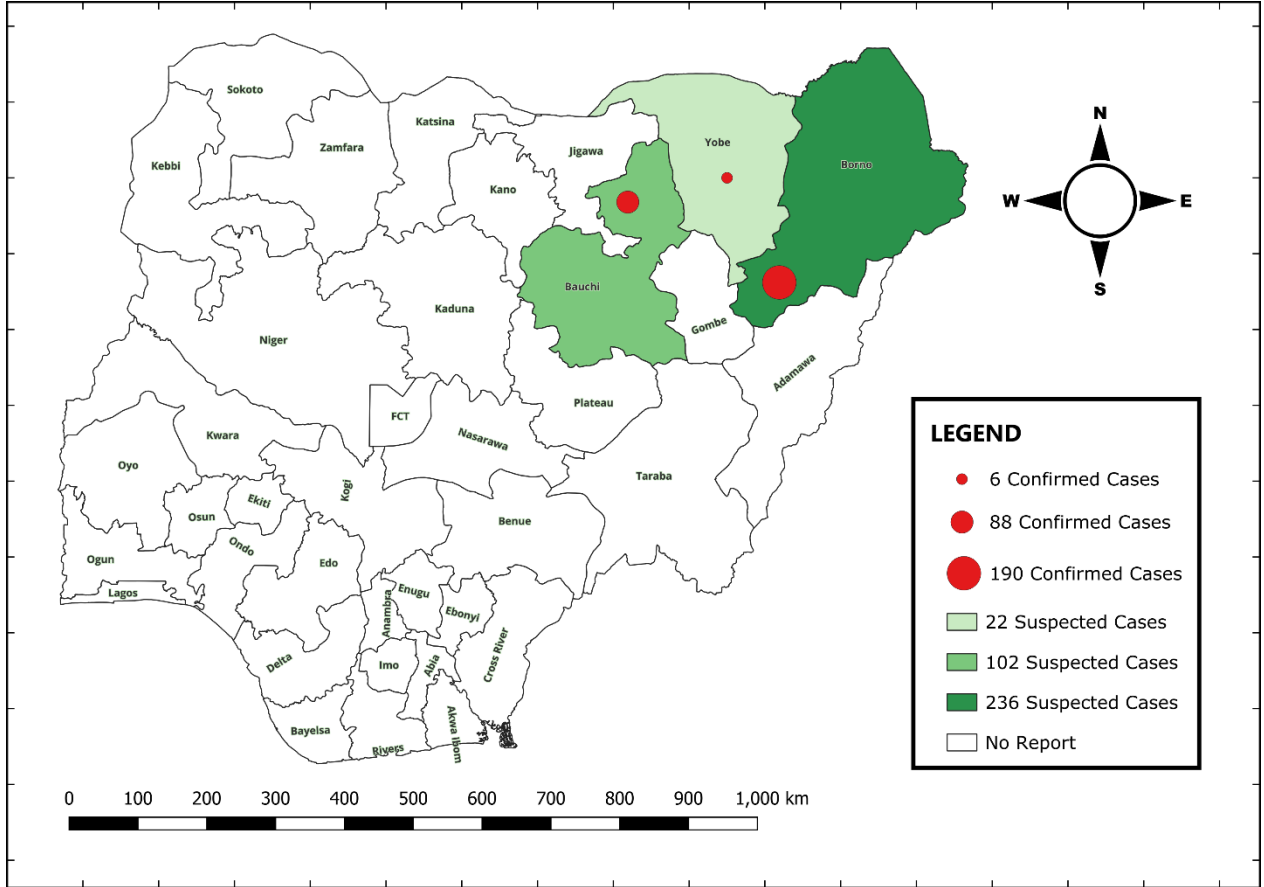 Sokoto
Katsina
Kebbi
Zamfara
Jigawa
Yobe
Borno
Kano
N
W
E
S
Bauchi
Kaduna
Gombe
Niger
Adamawa
Plateau
FCT
Kwara
Nasarawa
Oyo
Kogi
Taraba
Ekiti
Osun
Benue
Ondo
Edo
Ogun
Lagos
Enugu
Anambra
Ebonyi
Cross River
Delta
Imo
Abia
Bayelsa
Rivers
Akwa Ibom
LEGEND
6 Confirmed Cases
88 Confirmed Cases
190 Confirmed Cases
22 Suspected Cases
102 Suspected Cases
236 Suspected Cases
No Report
0 100 200 300 400 500 600 700 800 900 1,000 km